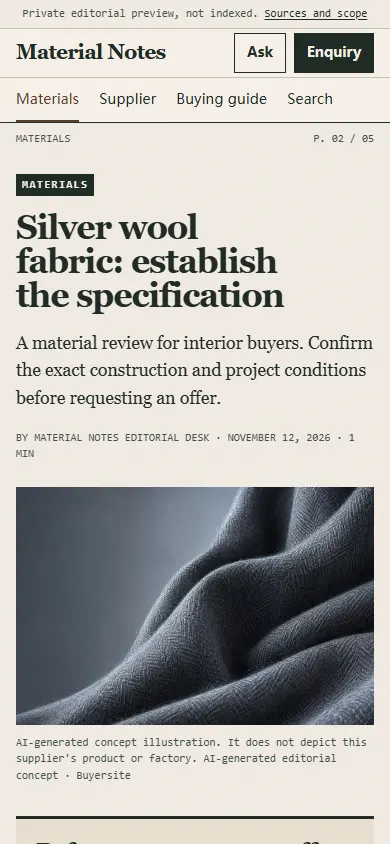 Private editorial preview, not indexed. Sources and scope
Material Notes
Ask
Enquiry
Materials
Supplier
Buying guide
Search
MATERIALS
P. 02 / 05
MATERIALS
Silver wool
fabric: establish
the specification
A material review for interior buyers. Confirm
the exact construction and project conditions
before requesting an offer.
BY MATERIAL NOTES EDITORIAL DESK · NOVEMBER 12, 2026 · 1
MIN
AI-generated concept illustration. It does not depict this
supplier's product or factory. AI-generated editorial
concept · Buyersite